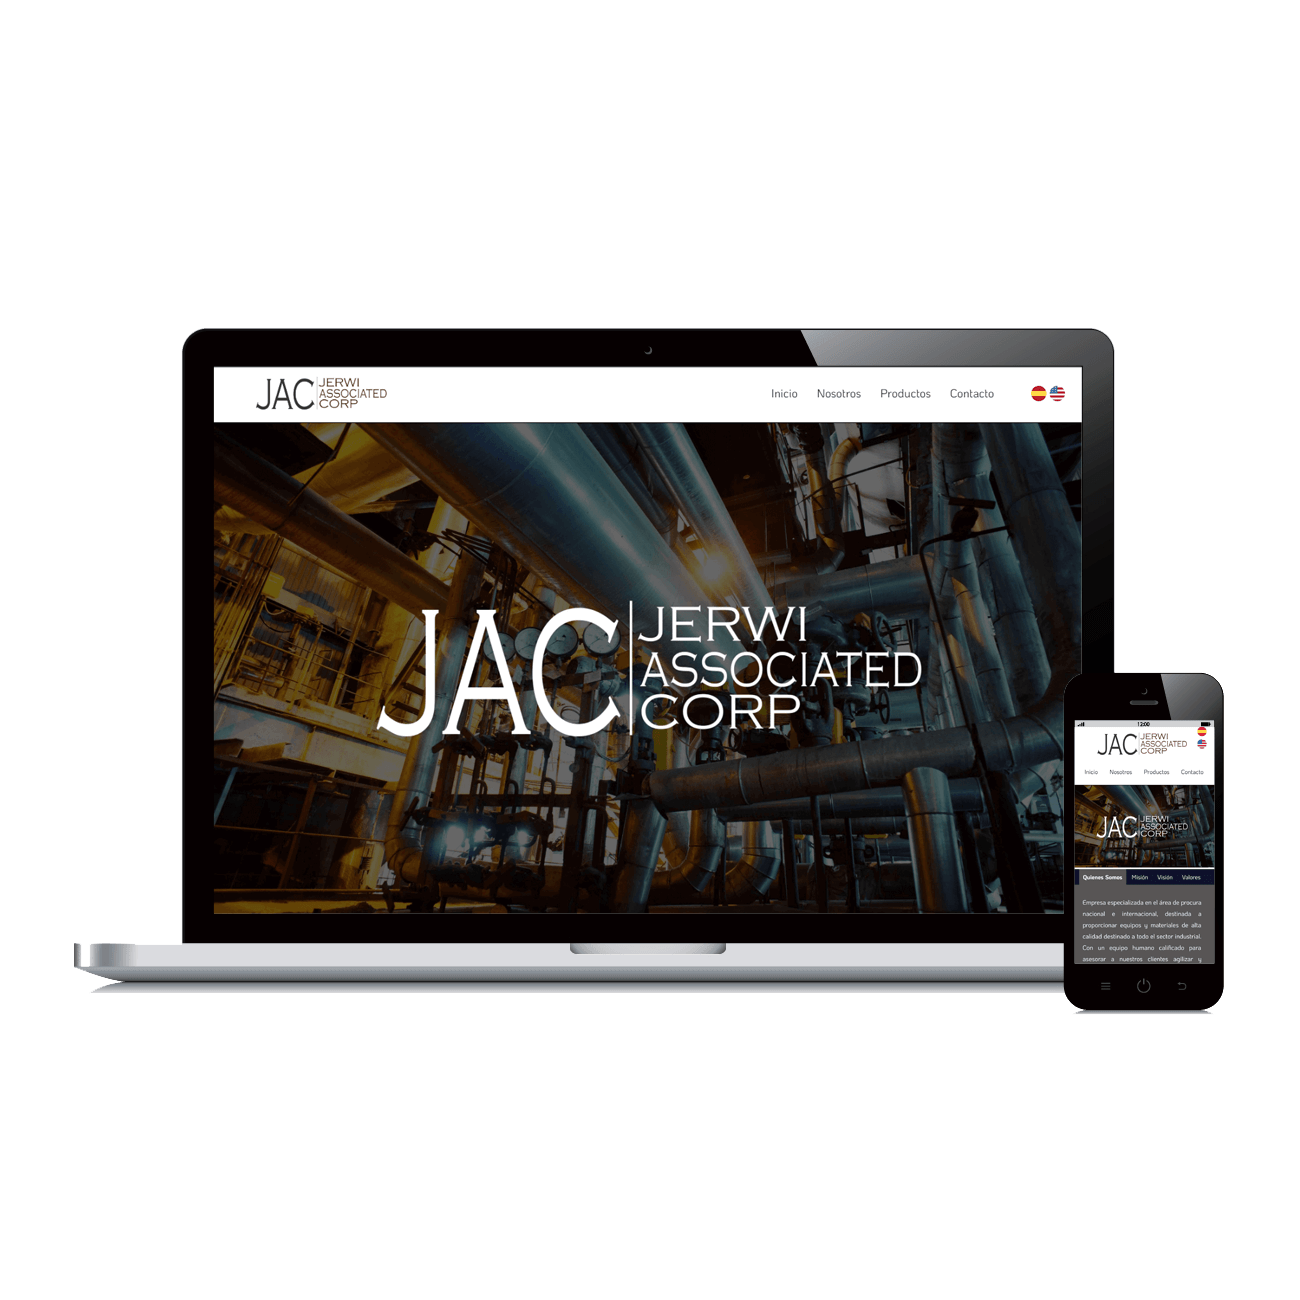 JAC JERWI
ASSOCIATED
CORP
Inicio Nosotros Productos Contacto
JAC JERWI
ASSOCIATED
CORP
12:00
JAC JERWI
ASSOCIATED
CORP
Inicio Nosotros Productos Contacto
JAC JERWI
ASSOCIATED
CORP
Quienes Somos Misión Visión Valores
Empresa especializada en el área de procura
nacional e internacional, destinada a
proporcionar equipos y materiales de alta
calidad destinado a todo el sector industrial.
Con un equipo humano calificado para
asesorar a nuestros clientes agilizar y